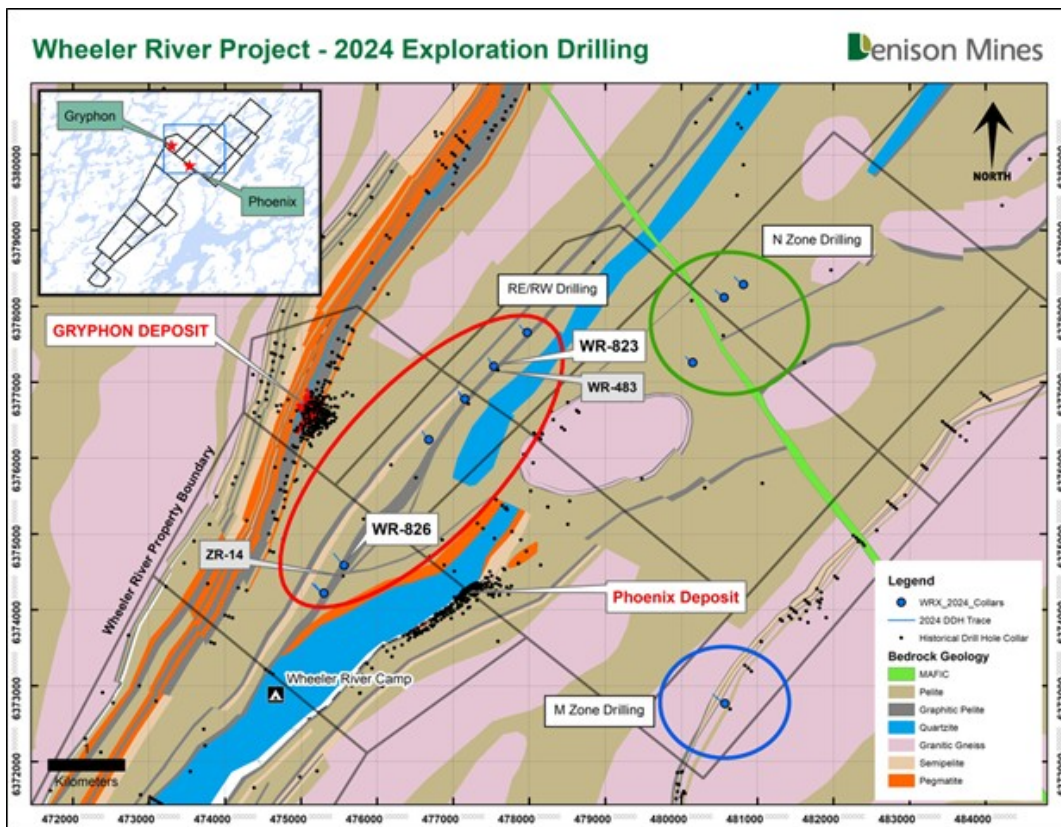 Wheeler River Project - 2024 Exploration Drilling
Denison Mines
Gryphon
Phoenix
NORTH
N Zone Drilling
RE/RW Drilling
GRYPHON DEPOSIT
WR-823
WR-483
WR-826
ZR-14
Phoenix Deposit
Wheeler River Property Boundary
Wheeler River Camp
M Zone Drilling
1
Kilometers
Legend
WRX_2024_Collars
2024 DDH Trace
Historical Drill Hole Collar
Bedrock Geology
MAFIC
Pelite
Graphitic Pelite
Quartzite
Granitic Gneiss
Semipelite
Pegmatite
6380000
6379000
6378000
6377000
6376000
6375000
6374000
6373000
6372000
472000 473000 474000 475000 476000 477000 478000 479000 480000 481000 482000 483000 484000